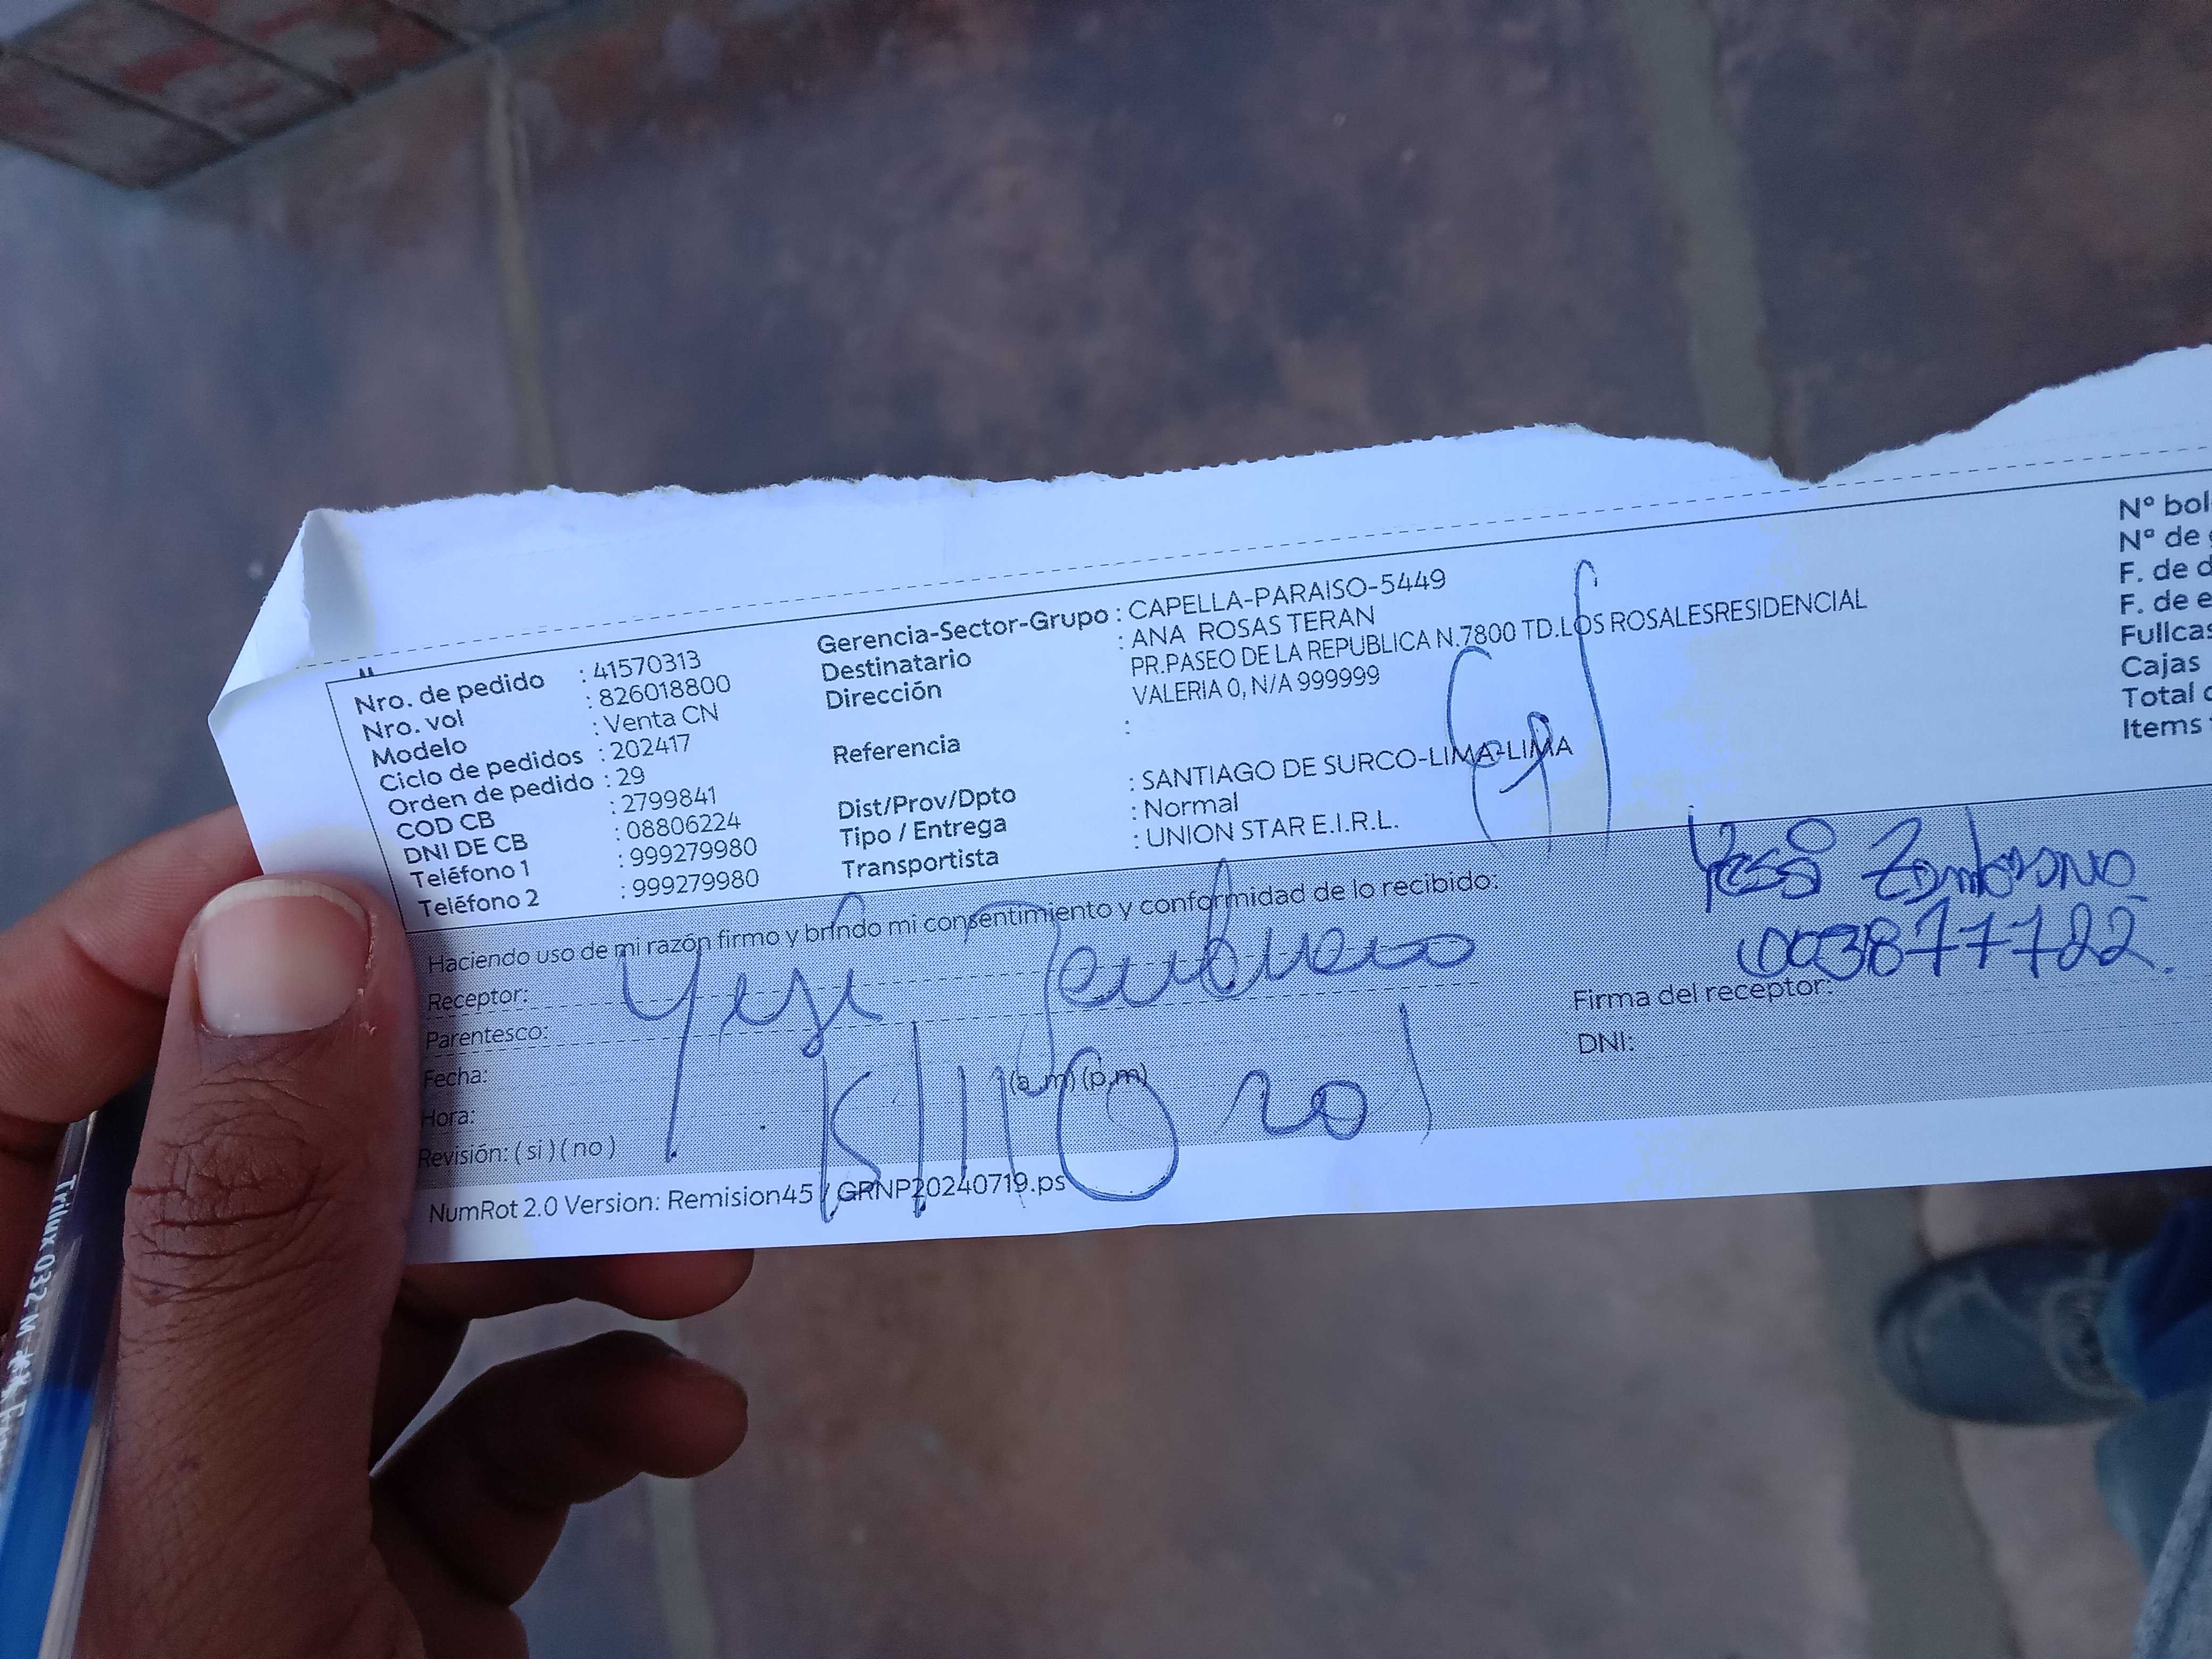 Nro. de pedido : 41570313
Nro. vol : 826018800
Modelo : Venta CN
Ciclo de pedidos : 202417
Orden de pedido : 29
COD CB : 2799841
DNI DE CB : 08806224
Teléfono 1 : 999279980
Teléfono 2 : 999279980
Gerencia-Sector-Grupo : CAPELLA-PARAISO-5449
Destinatario : ANA ROSAS TERAN
Dirección PR.PASEO DE LA REPUBLICA N.7800 TD.LOS ROSALESRESIDENCIAL
VALERIA 0, N/A 999999
Referencia :
Dist/Prov/Dpto : SANTIAGO DE SURCO-LIMA-LIMA
Tipo / Entrega : Normal
Transportista : UNION STAR E.I.R.L.
Nº bol
Nº de
F. de d
F. de e
Fullcas
Cajas
Total
Items
Haciendo uso de mi razón firmo y brindo mi consentimiento y conformidad de lo recibido:
Receptor:
Parentesco:
Fecha:
Hora: (a.m) (p.m)
Revisión: ( si ) ( no )
003877722.
Firma del receptor:
DNI:
NumRot 2.0 Version: Remision45 / GRNP20240719.ps
Trilux 032 M